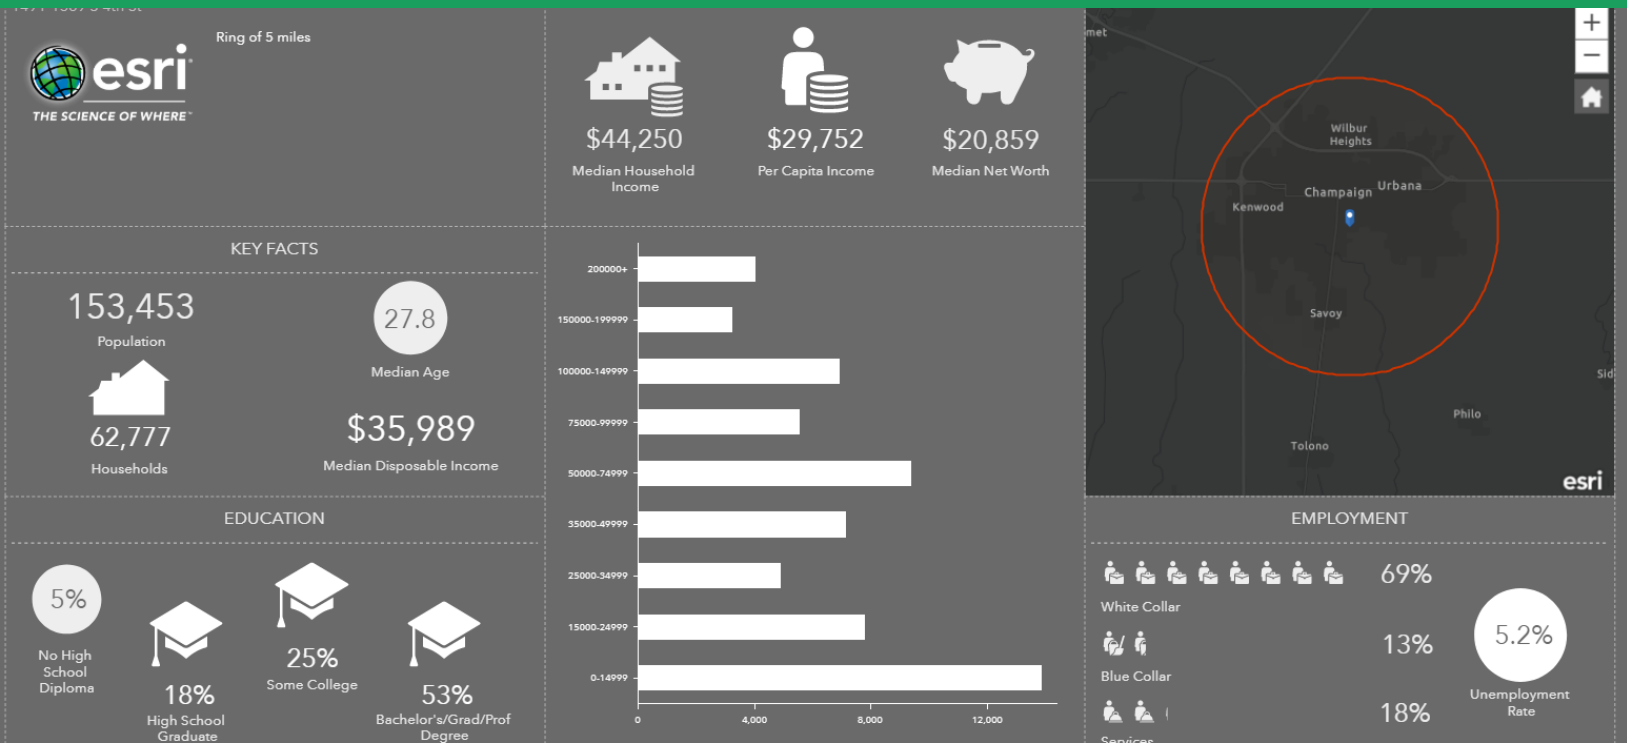 Ring of 5 miles
esri
THE SCIENCE OF WHERE™
$44,250
Median Household
Income
$29,752
Per Capita Income
$20,859
Median Net Worth
KEY FACTS
153,453
Population
27.8
Median Age
62,777
Households
$35,989
Median Disposable Income
EDUCATION
5%
No High
School
Diploma
18%
High School
Graduate
25%
Some College
53%
Bachelor's/Grad/Prof
Degree
200000+
150000-199999
100000-149999
75000-99999
50000-74999
35000-49999
25000-34999
15000-24999
0-14999
0
4,000
8,000
12,000
met
+
−
Wilbur
Heights
Champaign
Urbana
Kenwood
Savoy
Sid
Philo
Tolono
esri
EMPLOYMENT
69%
White Collar
13%
Blue Collar
18%
Services
5.2%
Unemployment
Rate